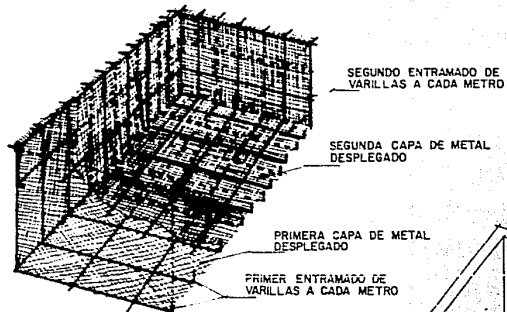 SEGUNDO ENTRAMADO DE
VARILLAS A CADA METRO
SEGUNDA CAPA DE METAL
DESPLEGADO
PRIMERA CAPA DE METAL
DESPLEGADO
PRIMER ENTRAMADO DE
VARILLAS A CADA METRO